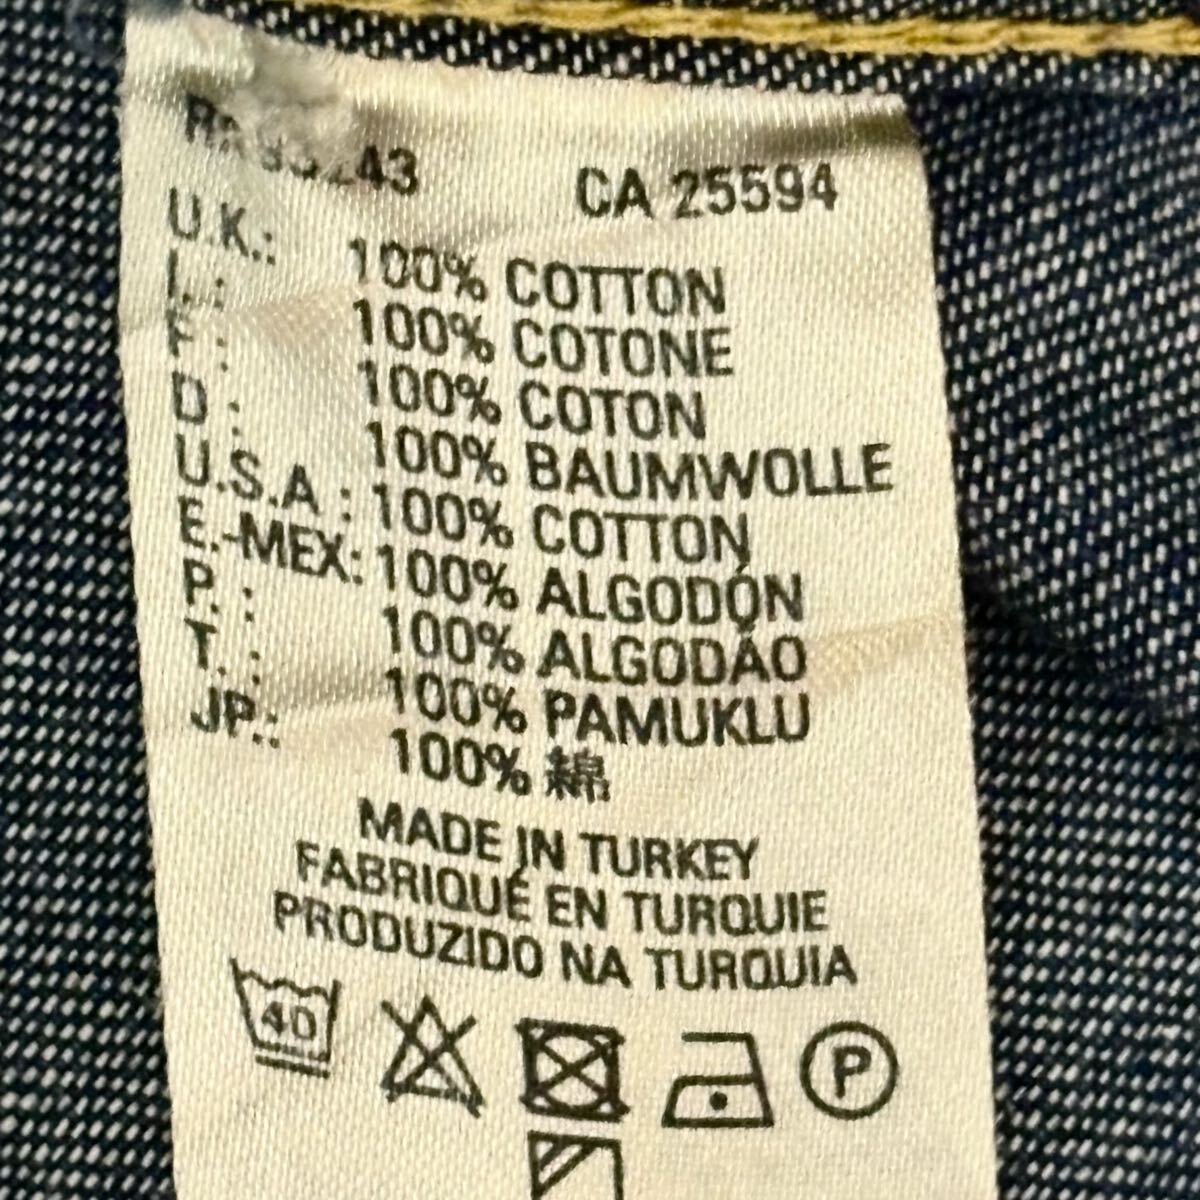 CA 25594
U.K.: 100% COTTON
I. : 100% COTONE
F. : 100% COTON
D. : 100% BAUMWOLLE
U.S.A : 100% COTTON
E.-MEX: 100% ALGODÓN
P. : 100% ALGODÃO
T. : 100% PAMUKLU
JP.: 100% 綿
MADE IN TURKEY
FABRIQUÉ EN TURQUIE
PRODUZIDO NA TURQUIA
40
P